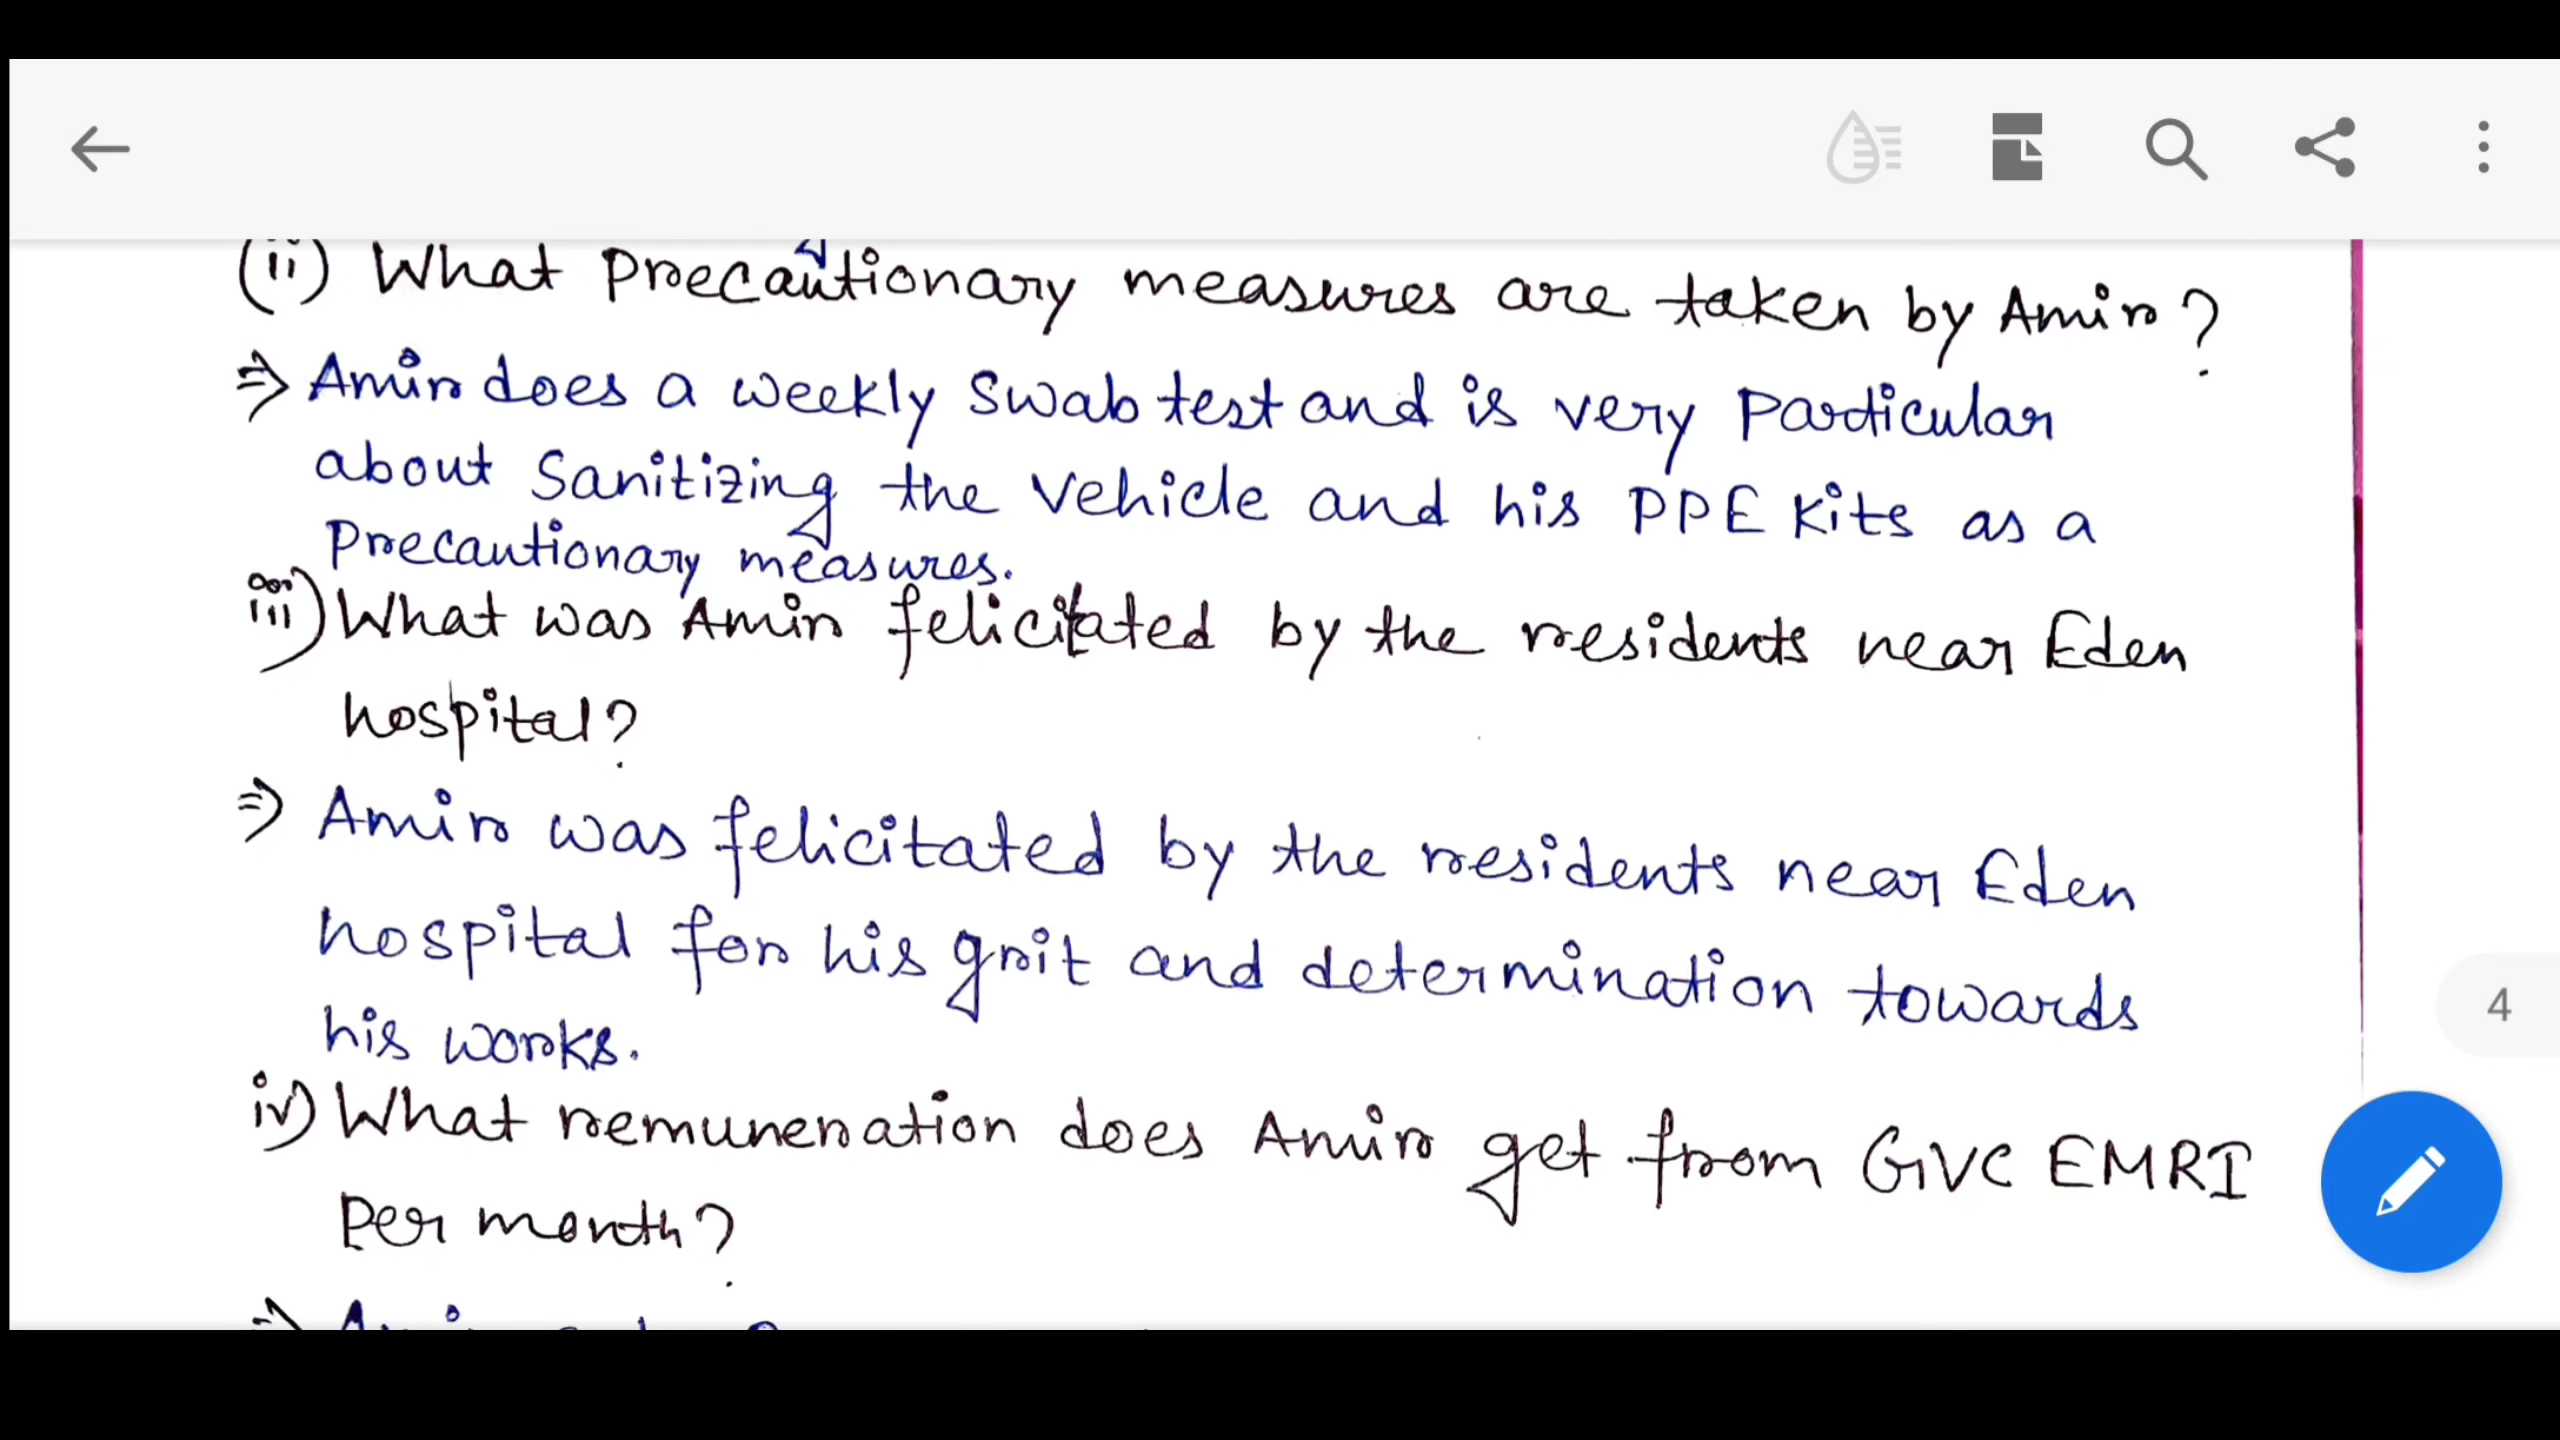 (ii) What Precautionary measures are taken by Amir?
⇒ Amir does a weekly Swab test and is very Particular
about Sanitizing the Vehicle and his PPE Kits as a
Precautionary measures.
iii) What was Amir felicitated by the residents near Eden
hospital?
⇒ Amir was felicitated by the residents near Eden
hospital for his grit and determination towards
his works.
iv) What remuneration does Amir get from GVC EMRI
Per month?
4